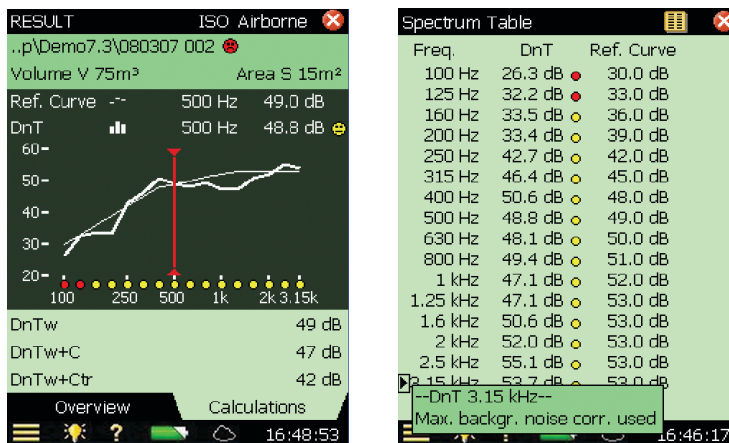 RESULT ISO Airborne
..p\Demo7.3\080307 002
Volume V 75m³ Area S 15m²
Ref. Curve 500 Hz 49.0 dB
DnT 500 Hz 48.8 dB
60
50
40
30
20
100 250 500 1k 2k 3.15k
DnTw 49 dB
DnTw+C 47 dB
DnTw+Ctr 42 dB
Overview Calculations
? 16:48:53
Spectrum Table
Freq. DnT Ref. Curve
100 Hz 26.3 dB 30.0 dB
125 Hz 32.2 dB 33.0 dB
160 Hz 33.5 dB 36.0 dB
200 Hz 33.4 dB 39.0 dB
250 Hz 42.7 dB 42.0 dB
315 Hz 46.4 dB 45.0 dB
400 Hz 50.6 dB 48.0 dB
500 Hz 48.8 dB 49.0 dB
630 Hz 48.1 dB 50.0 dB
800 Hz 49.4 dB 51.0 dB
1 kHz 47.1 dB 52.0 dB
1.25 kHz 47.1 dB 53.0 dB
1.6 kHz 50.6 dB 53.0 dB
2 kHz 52.0 dB 53.0 dB
2.5 kHz 55.1 dB 53.0 dB
3.15 kHz 53.7 dB 53.0 dB
--DnT 3.15 kHz--
Max. backgr. noise corr. used
16:46:17